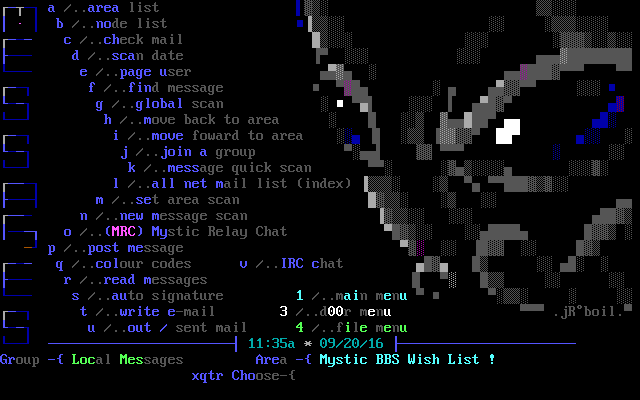 a /..area list
b /..node list
c /..check mail
d /..scan date
e /..page user
f /..find message
g /..global scan
h /..move back to area
i /..move foward to area
j /..join a group
k /..message quick scan
l /..all net mail list (index)
m /..set area scan
n /..new message scan
o /..(MRC) Mystic Relay Chat
p /..post message
q /..colour codes v /..IRC chat
r /..read messages
s /..auto signature 1 /..main menu
t /..write e-mail 3 /..d00r menu .jR°boil.™
u /..out / sent mail 4 /..file menu
11:35a * 09/20/16
Group -{ Local Messages Area -{ Mystic BBS Wish List !
xqtr Choose-{